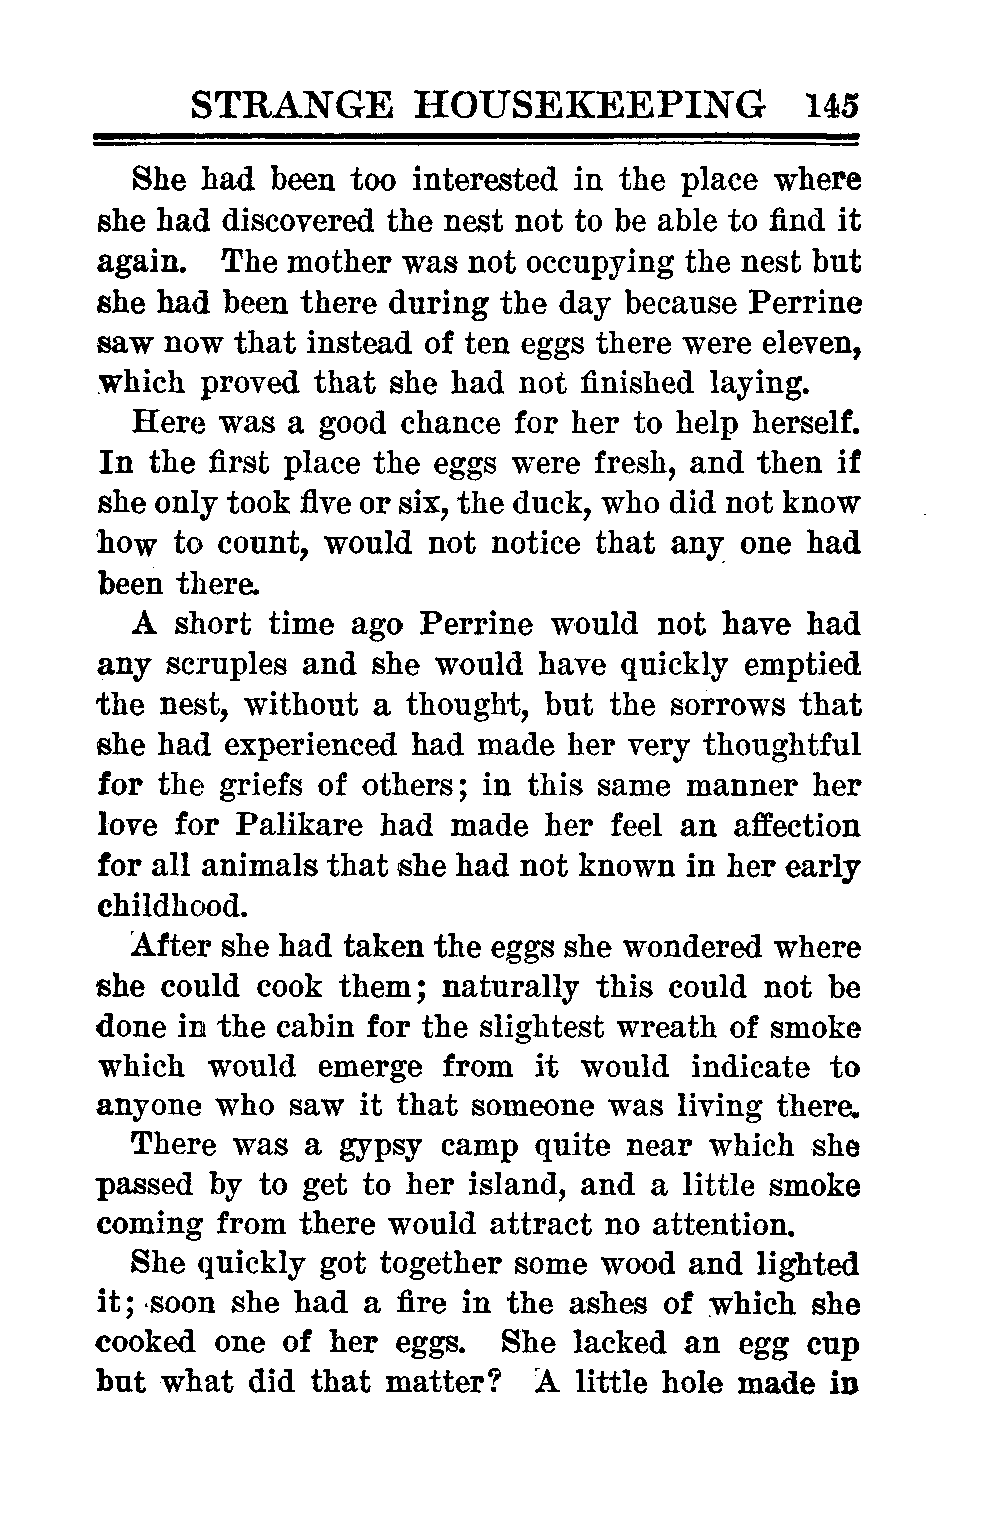 STRANGE HOUSEKEEPING 145
She had been too interested in the place where
she had discovered the nest not to be able to find it
again. The mother was not occupying the nest but
she had been there during the day because Perrine
saw now that instead of ten eggs there were eleven,
which proved that she had not finished laying.
Here was a good chance for her to help herself.
In the first place the eggs were fresh, and then if
she only took five or six, the duck, who did not know
how to count, would not notice that any one had
been there.
A short time ago Perrine would not have had
any scruples and she would have quickly emptied
the nest, without a thought, but the sorrows that
she had experienced had made her very thoughtful
for the griefs of others; in this same manner her
love for Palikare had made her feel an affection
for all animals that she had not known in her early
childhood.
After she had taken the eggs she wondered where
she could cook them; naturally this could not be
done in the cabin for the slightest wreath of smoke
which would emerge from it would indicate to
anyone who saw it that someone was living there.
There was a gypsy camp quite near which she
passed by to get to her island, and a little smoke
coming from there would attract no attention.
She quickly got together some wood and lighted
it; soon she had a fire in the ashes of which she
cooked one of her eggs. She lacked an egg cup
but what did that matter? A little hole made in